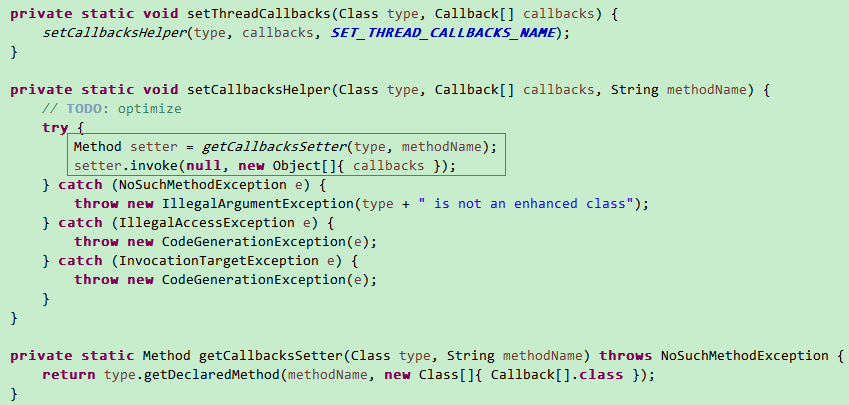 private static void setThreadCallbacks(Class type, Callback[] callbacks) {
    setCallbacksHelper(type, callbacks, SET_THREAD_CALLBACKS_NAME);
}

private static void setCallbacksHelper(Class type, Callback[] callbacks, String methodName) {
    // TODO: optimize
    try {
        Method setter = getCallbacksSetter(type, methodName);
        setter.invoke(null, new Object[]{ callbacks });
    } catch (NoSuchMethodException e) {
        throw new IllegalArgumentException(type + " is not an enhanced class");
    } catch (IllegalAccessException e) {
        throw new CodeGenerationException(e);
    } catch (InvocationTargetException e) {
        throw new CodeGenerationException(e);
    }
}

private static Method getCallbacksSetter(Class type, String methodName) throws NoSuchMethodException {
    return type.getDeclaredMethod(methodName, new Class[]{ Callback[].class });
}